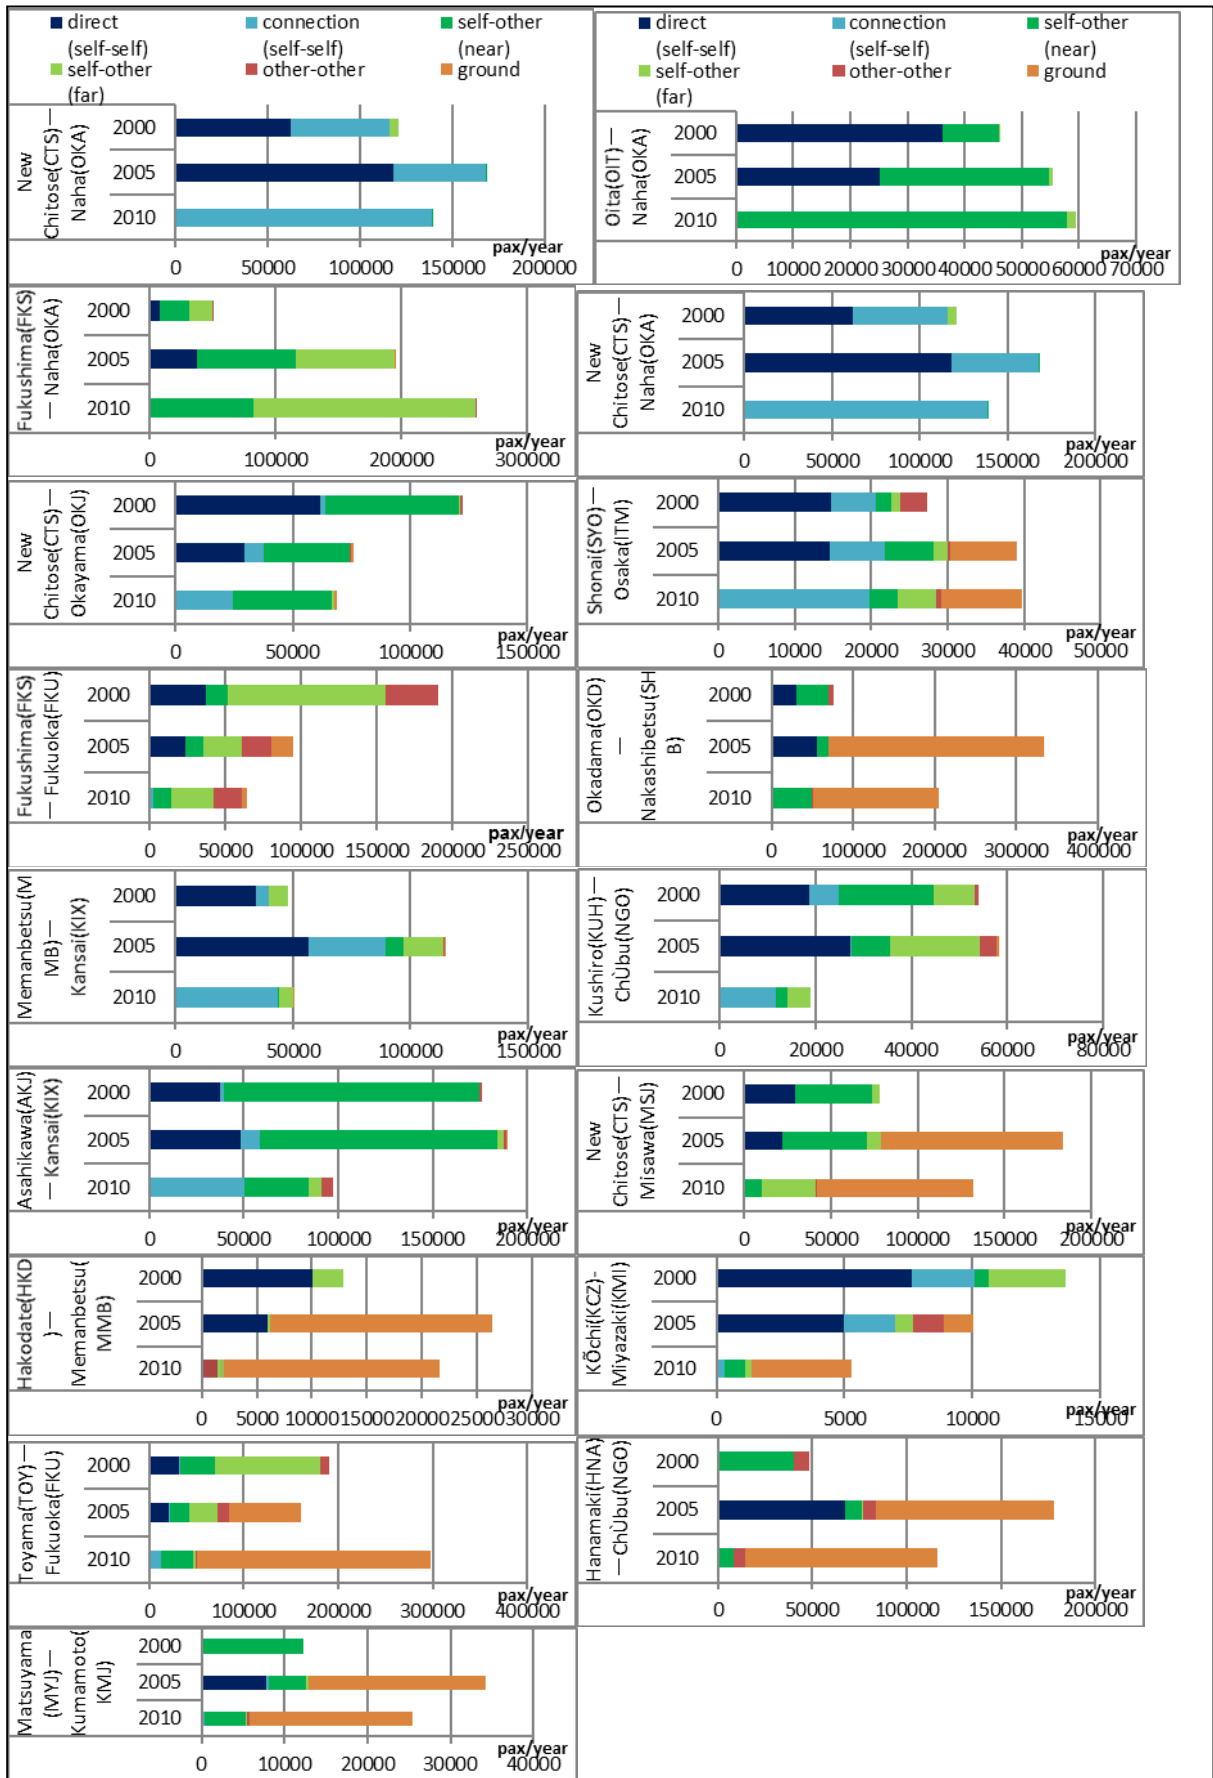 direct
(self-self)
connection
(self-self)
self-other
(near)
self-other
(far)
other-other
ground
New
Chitose(CTS)—
Naha(OKA)
2000
2005
2010
pax/year
0 50000 100000 150000 200000
direct
(self-self)
connection
(self-self)
self-other
(near)
self-other
(far)
other-other
ground
Oita(OIT)—
Naha(OKA)
2000
2005
2010
pax/year
0 10000 20000 30000 40000 50000 60000 70000
Fukushima(FKS)
—Naha(OKA)
2000
2005
2010
pax/year
0 100000 200000 300000
New
Chitose(CTS)—
Naha(OKA)
2000
2005
2010
pax/year
0 50000 100000 150000 200000
New
Chitose(CTS)—
Okayama(OKJ)
2000
2005
2010
pax/year
0 50000 100000 150000
Shonai(SYO)—
Osaka(ITM)
2000
2005
2010
pax/year
0 10000 20000 30000 40000 50000
Fukushima(FKS)
—Fukuoka(FKU)
2000
2005
2010
pax/year
0 50000 100000 150000 200000 250000
Okadama(OKD)
—
Nakashibetsu(SH
B)
2000
2005
2010
pax/year
0 100000 200000 300000 400000
Memanbetsu(M
MB)—
Kansai(KIX)
2000
2005
2010
pax/year
0 50000 100000 150000
Kushiro(KUH)—
ChÙbu(NGO)
2000
2005
2010
pax/year
0 20000 40000 60000 80000
Asahikawa(AKJ)
—Kansai(KIX)
2000
2005
2010
pax/year
0 50000 100000 150000 200000
New
Chitose(CTS)—
Misawa(MSJ)
2000
2005
2010
pax/year
0 50000 100000 150000 200000
Hakodate(HKD
)—
Memanbetsu(
MMB)
2000
2005
2010
pax/year
0 5000 10000 15000 20000 25000 30000
KÕchi(KCZ)-
Miyazaki(KMI)
2000
2005
2010
pax/year
0 5000 10000 15000
Toyama(TOY)—
Fukuoka(FKU)
2000
2005
2010
pax/year
0 100000 200000 300000 400000
Hanamaki(HNA)
—ChÙbu(NGO)
2000
2005
2010
pax/year
0 50000 100000 150000 200000
Matsuyama
(MYJ)—
Kumamoto(
KMJ)
2000
2005
2010
pax/year
0 10000 20000 30000 40000